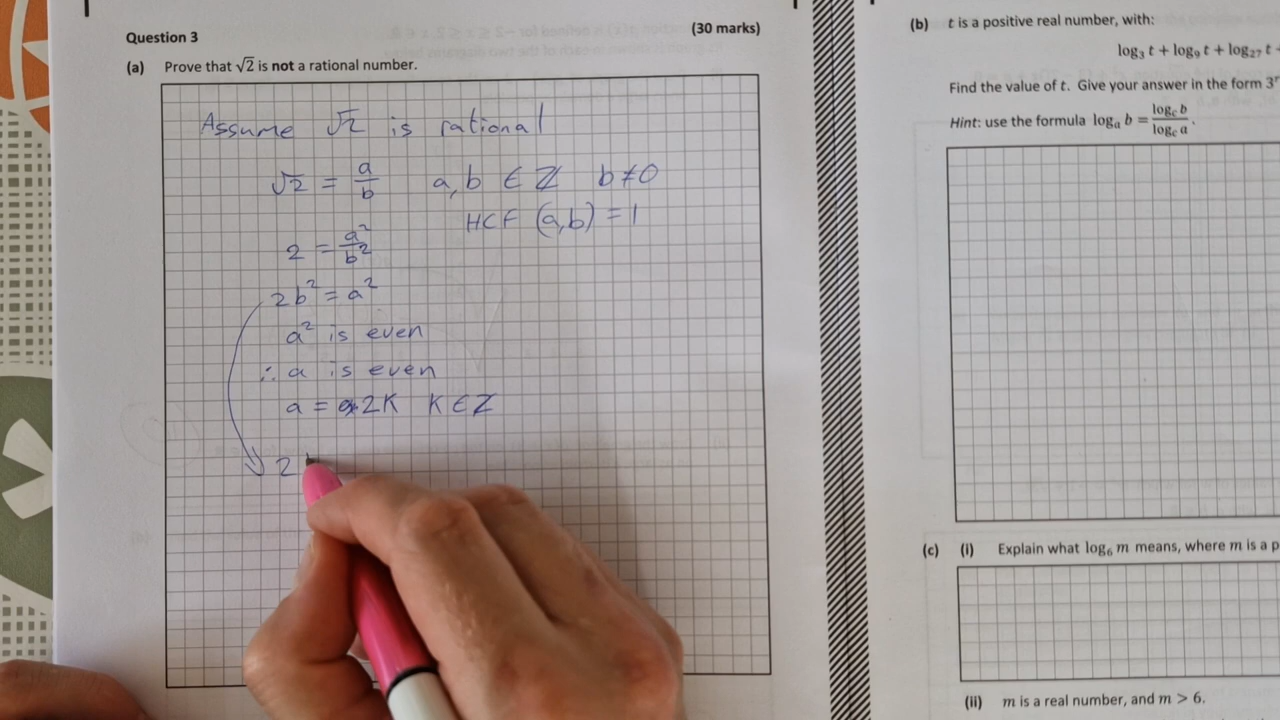 Question 3
(30 marks)
(a) Prove that √2 is not a rational number.
Assume √2 is rational
√2 = a/b a,b ∈ Z b≠0
HCF (a,b) = 1
2 = a²/b²
2b² = a²
a² is even
∴ a is even
a = 2K K ∈ Z
2
(b) t is a positive real number, with:
log₃ t + log₉ t + log₂₇ t +
Find the value of t. Give your answer in the form 3
Hint: use the formula logₐ b = log꜀ b / log꜀ a.
(c) (i) Explain what log₆ m means, where m is a p
(ii) m is a real number, and m > 6.